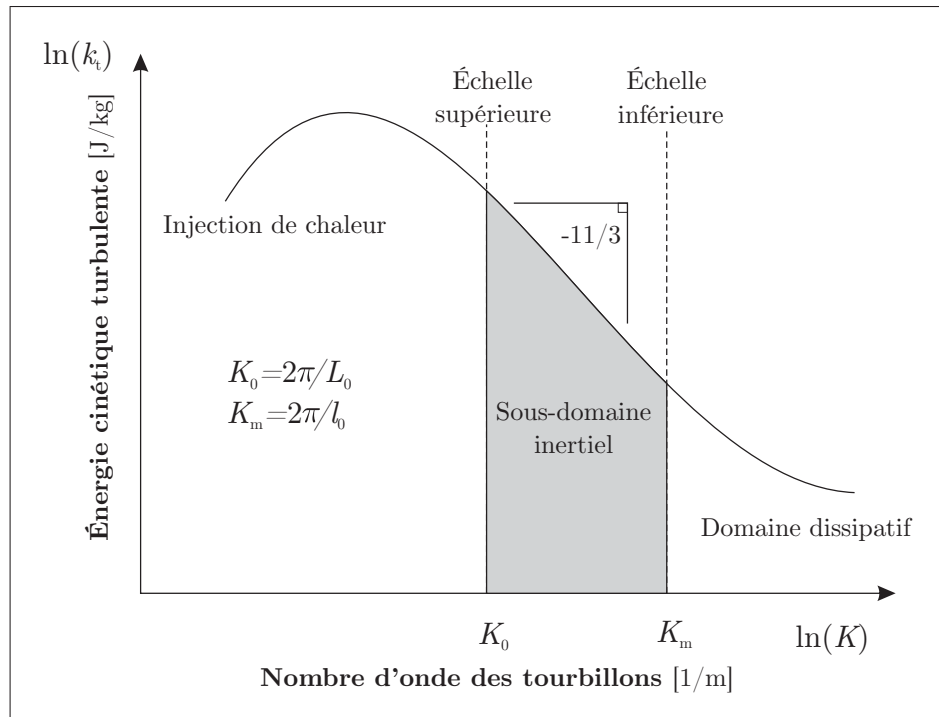 ln(kₜ)
Énergie cinétique turbulente [J/kg]
Échelle
supérieure
Échelle
inférieure
Injection de chaleur
-11/3
K₀=2π/L₀
Kₘ=2π/l₀
Sous-domaine
inertiel
Domaine dissipatif
K₀
Kₘ
ln(K)
Nombre d'onde des tourbillons [1/m]